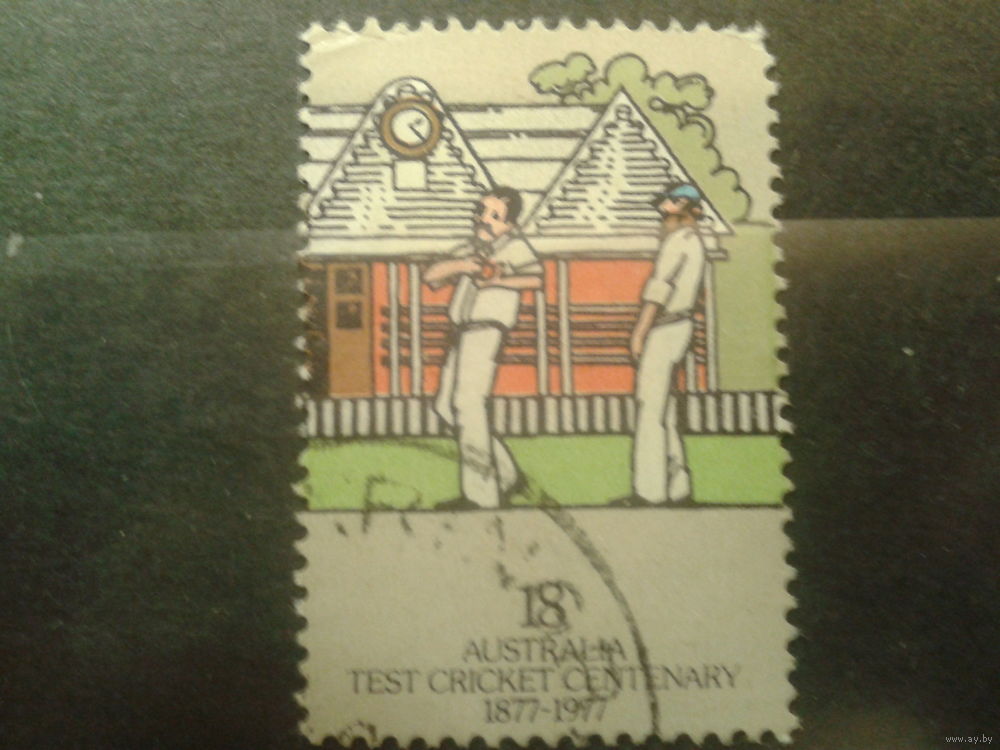 18c
AUSTRALIA
TEST CRICKET CENTENARY
1877-1977
www.ay.by